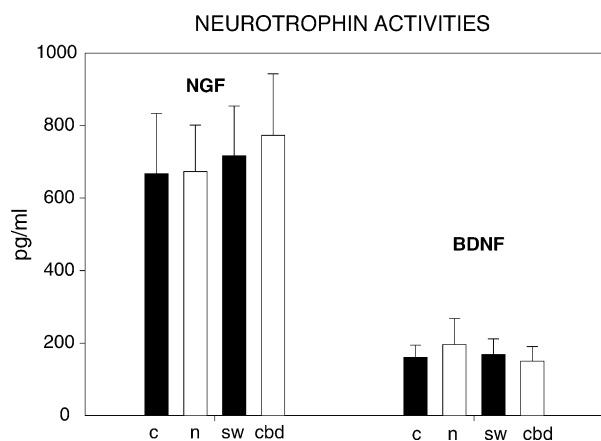 NEUROTROPHIN ACTIVITIES
1000
NGF
800
600
pg/ml
BDNF
400
200
0
c n sw cbd c n sw cbd